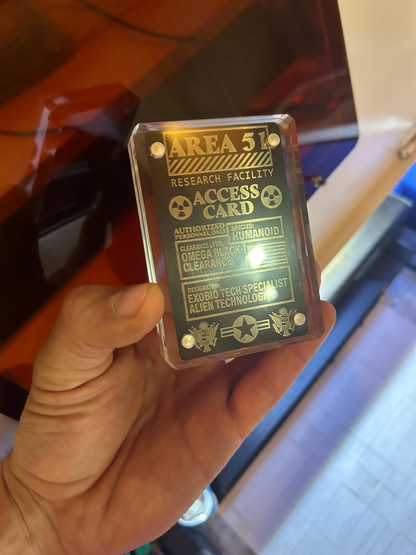 AREA 51
RESEARCH FACILITY
ACCESS
CARD
AUTHORIZED
PERSONNEL ONLY
SPECIES:
HUMANOID
CLEARANCE LEVEL
OMEGA BLACK 1
CLEARANCE
DESIGNATION:
EXOBIO TECH SPECIALIST
ALIEN TECHNOLOGIES